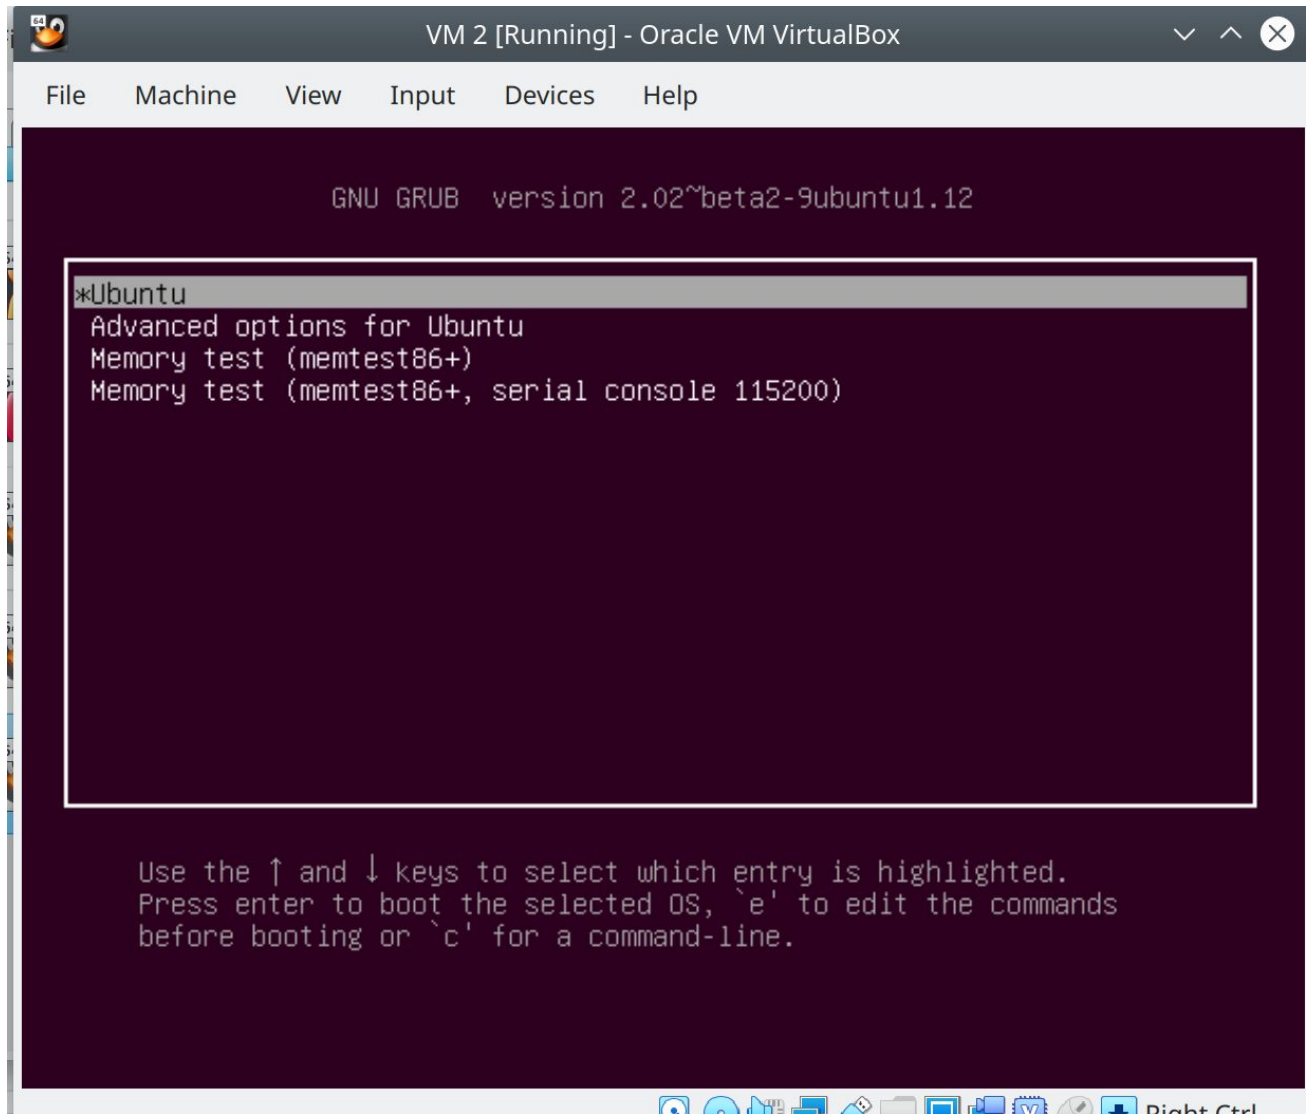 64
VM 2 [Running] - Oracle VM VirtualBox
File Machine View Input Devices Help
GNU GRUB version 2.02~beta2-9ubuntu1.12
*Ubuntu
Advanced options for Ubuntu
Memory test (memtest86+)
Memory test (memtest86+, serial console 115200)
Use the ↑ and ↓ keys to select which entry is highlighted.
Press enter to boot the selected OS, `e' to edit the commands
before booting or `c' for a command-line.
Right Ctrl